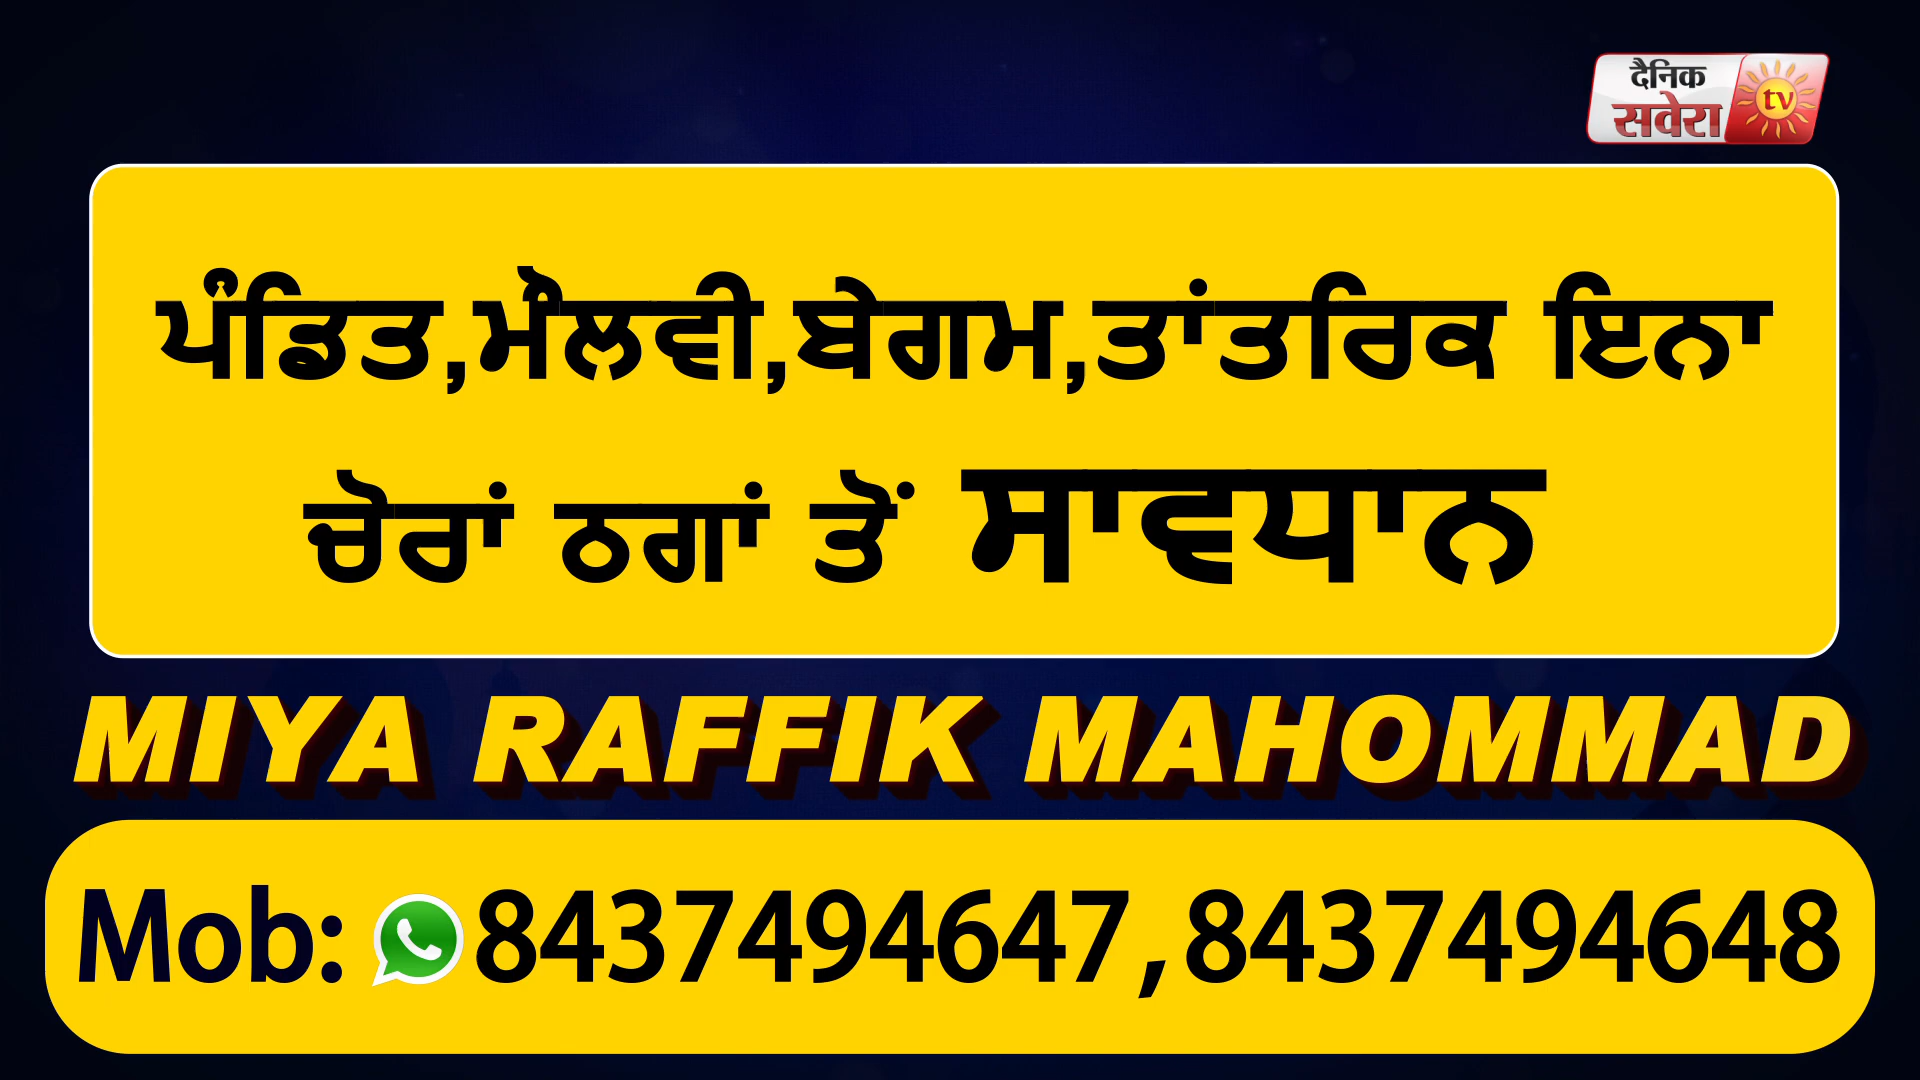 दैनिक
सवेरा tv
ਪੰਡਿਤ,ਮੌਲਵੀ,ਬੇਗਮ,ਤਾਂਤਰਿਕ ਇਨਾ
ਚੋਰਾਂ ਠਗਾਂ ਤੋਂ ਸਾਵਧਾਨ
MIYA RAFFIK MAHOMMAD
Mob: 8437494647,8437494648